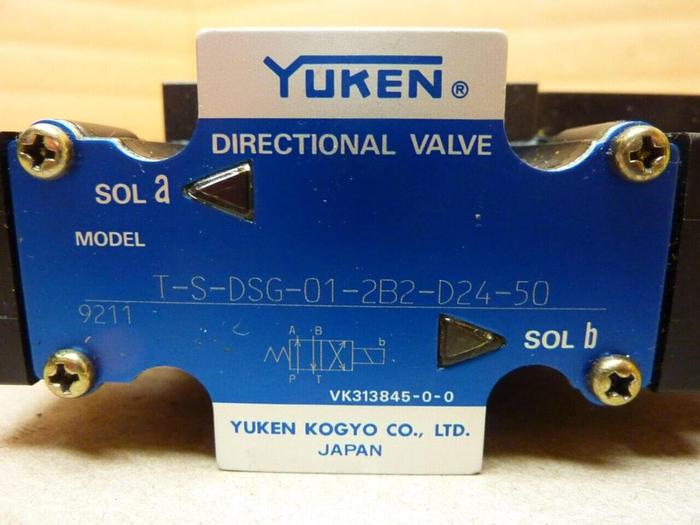 YUKEN®
DIRECTIONAL VALVE
SOL a
MODEL
T-S-DSG-01-2B2-D24-50
9211
A B
b
P T
SOL b
VK313845-0-0
YUKEN KOGYO CO., LTD.
JAPAN